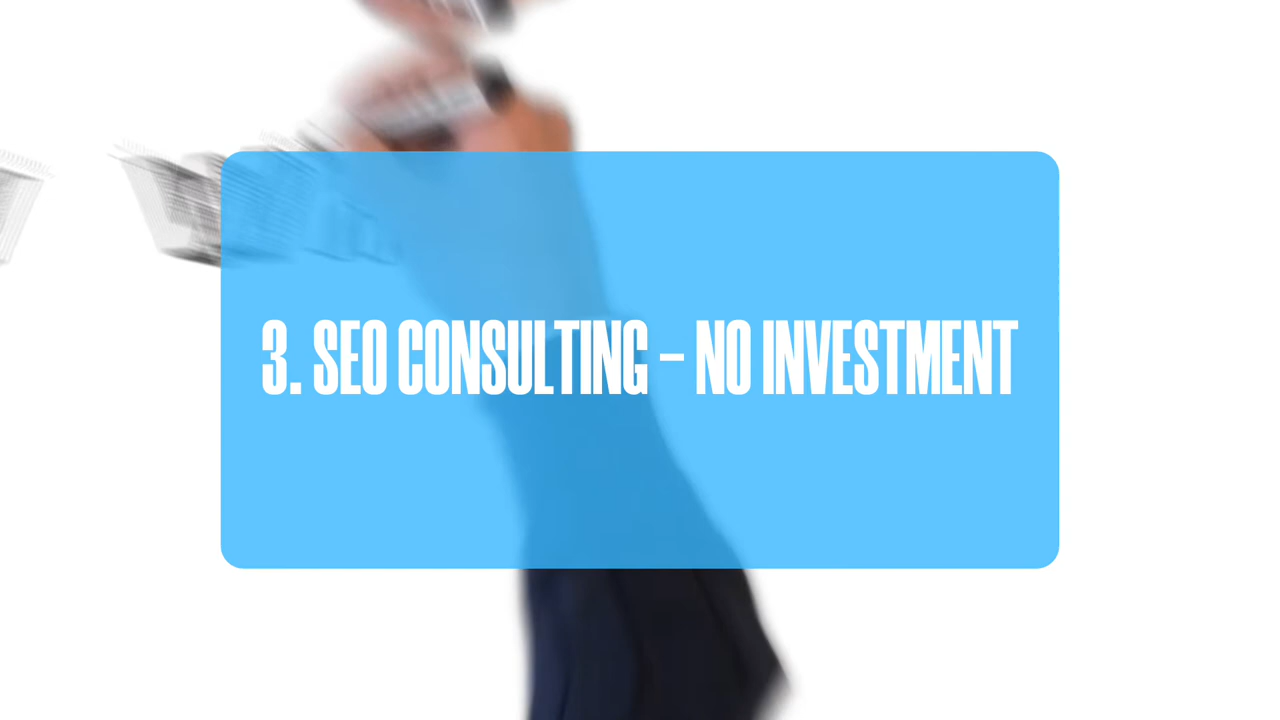 3. SEO CONSULTING – NO INVESTMENT